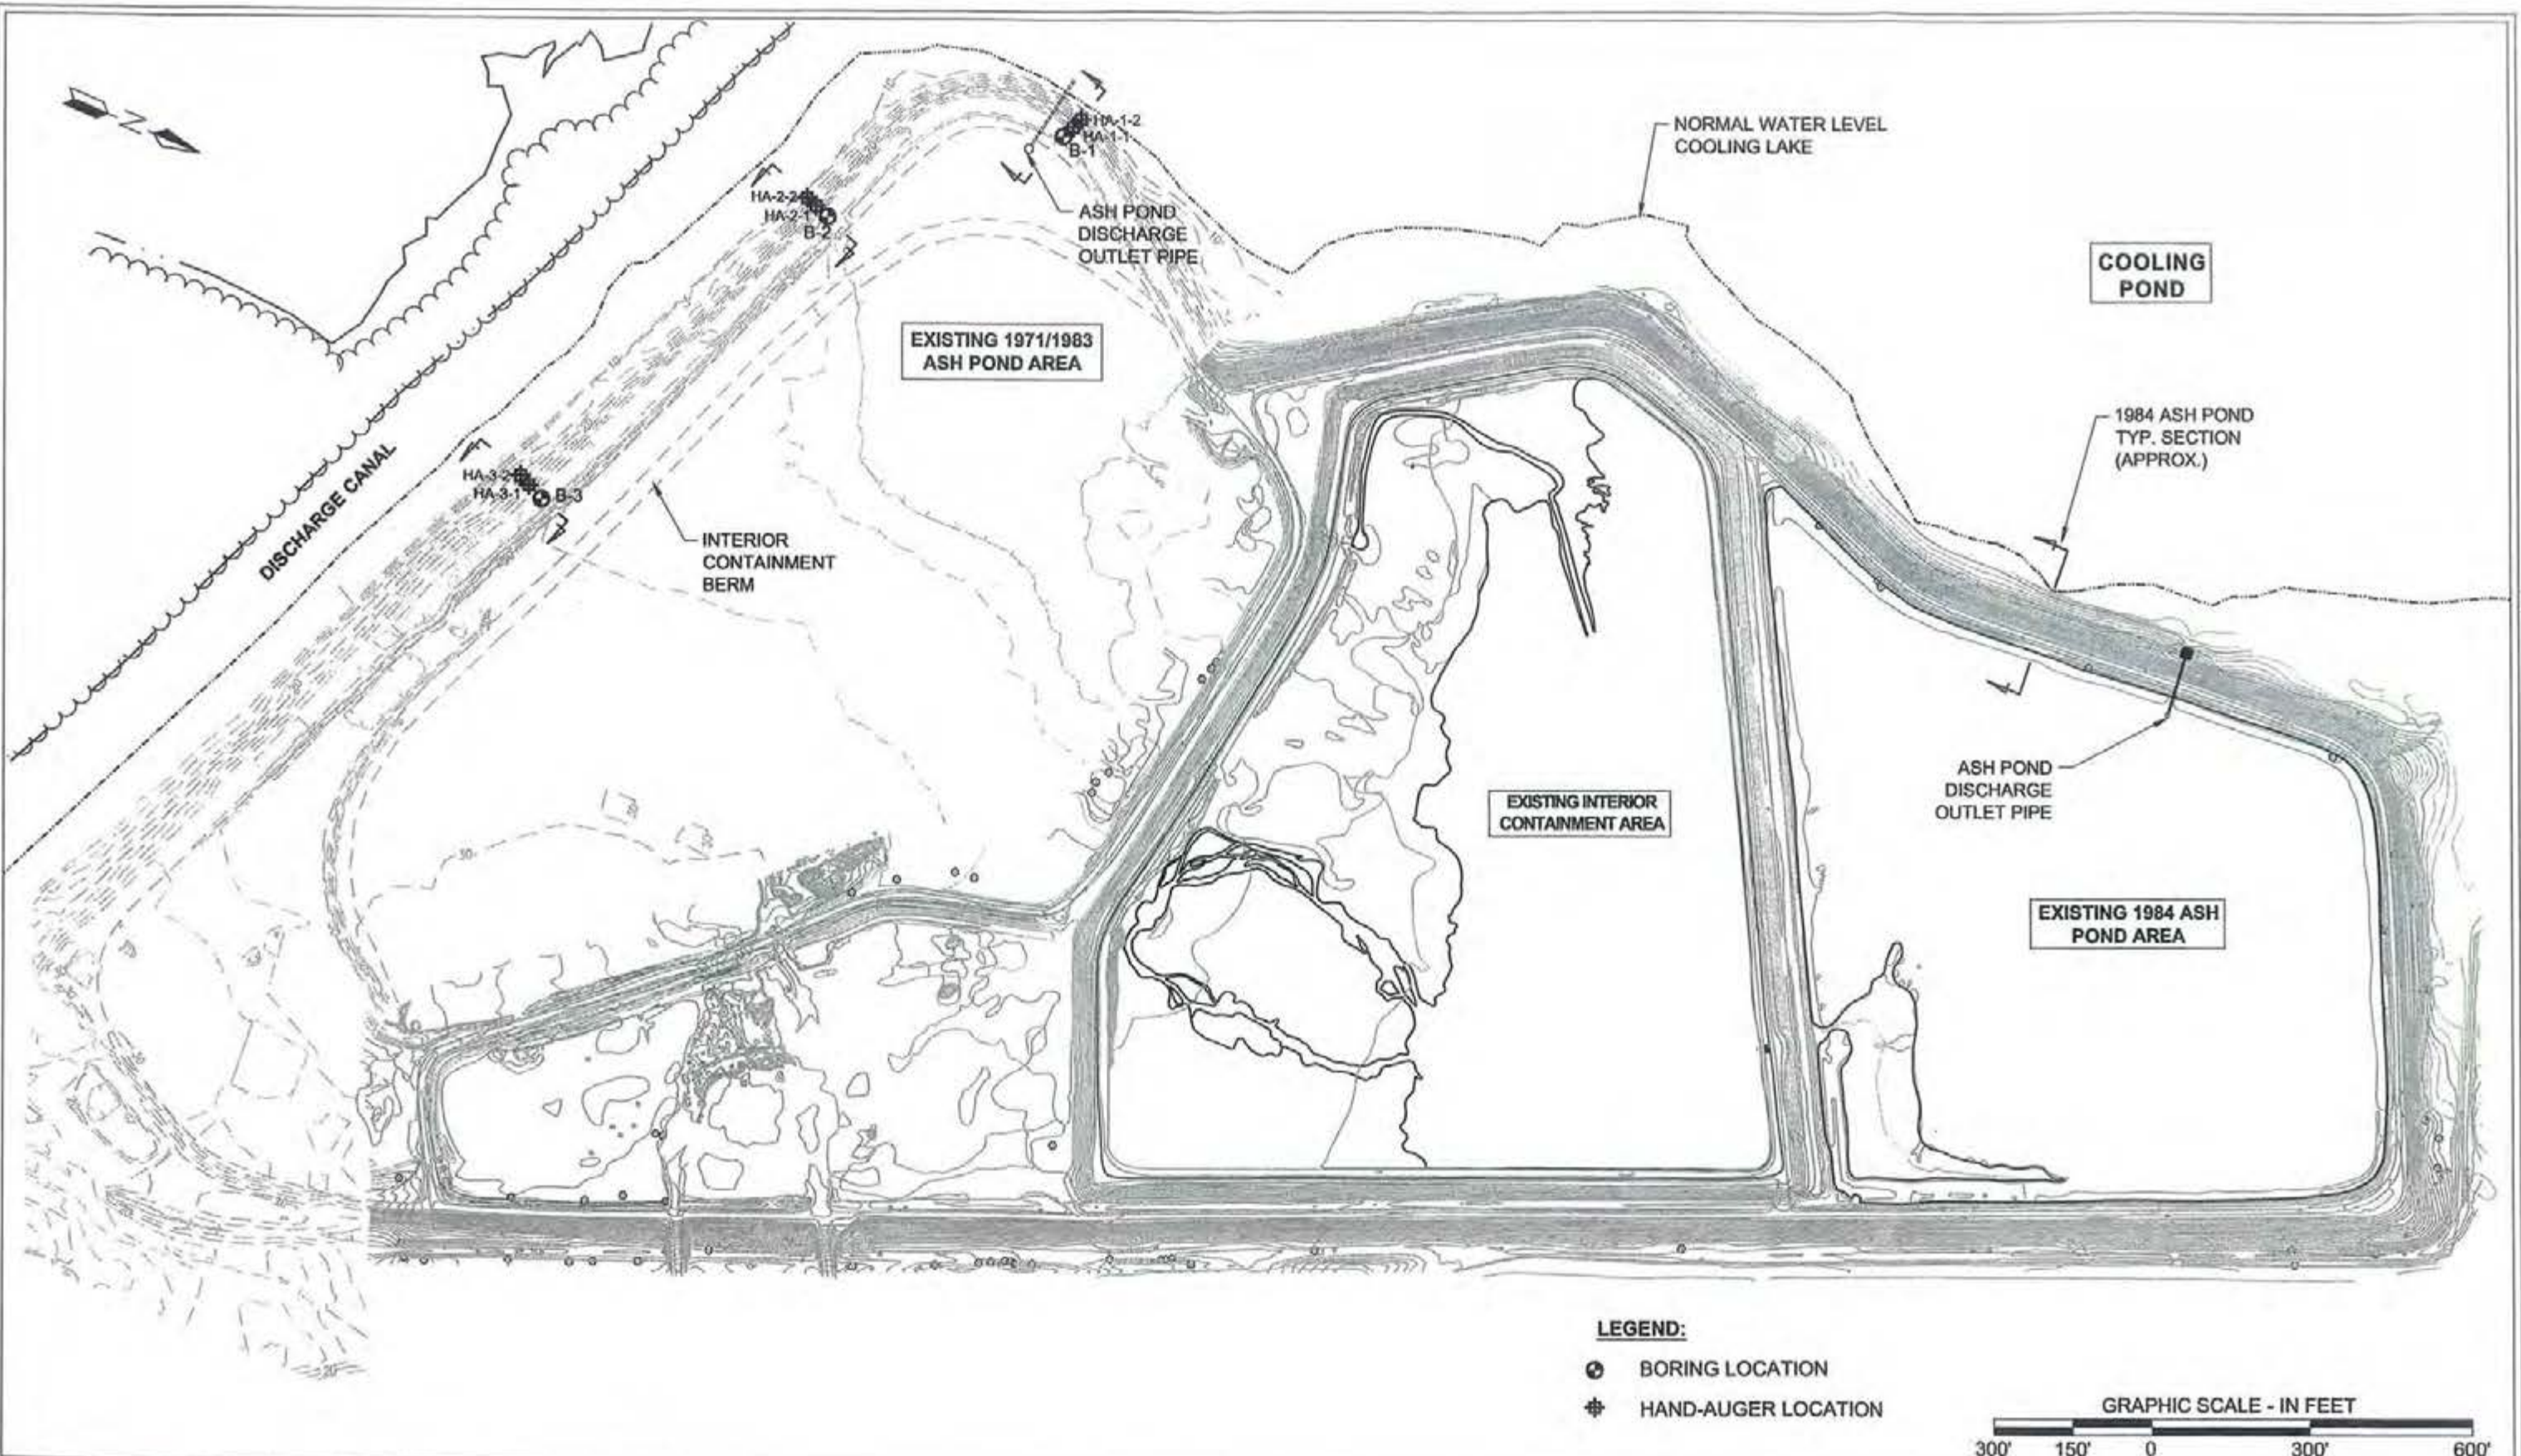 N
HA-1-2
HA-1-1
B-1
NORMAL WATER LEVEL
COOLING LAKE
HA-2-2
HA-2-1
B-2
ASH POND
DISCHARGE
OUTLET PIPE
COOLING
POND
EXISTING 1971/1983
ASH POND AREA
1984 ASH POND
TYP. SECTION
(APPROX.)
HA-3-2
HA-3-1
B-3
DISCHARGE CANAL
INTERIOR
CONTAINMENT
BERM
ASH POND
DISCHARGE
OUTLET PIPE
EXISTING INTERIOR
CONTAINMENT AREA
30
EXISTING 1984 ASH
POND AREA
LEGEND:
BORING LOCATION
HAND-AUGER LOCATION
GRAPHIC SCALE - IN FEET
300' 150' 0 300' 600'